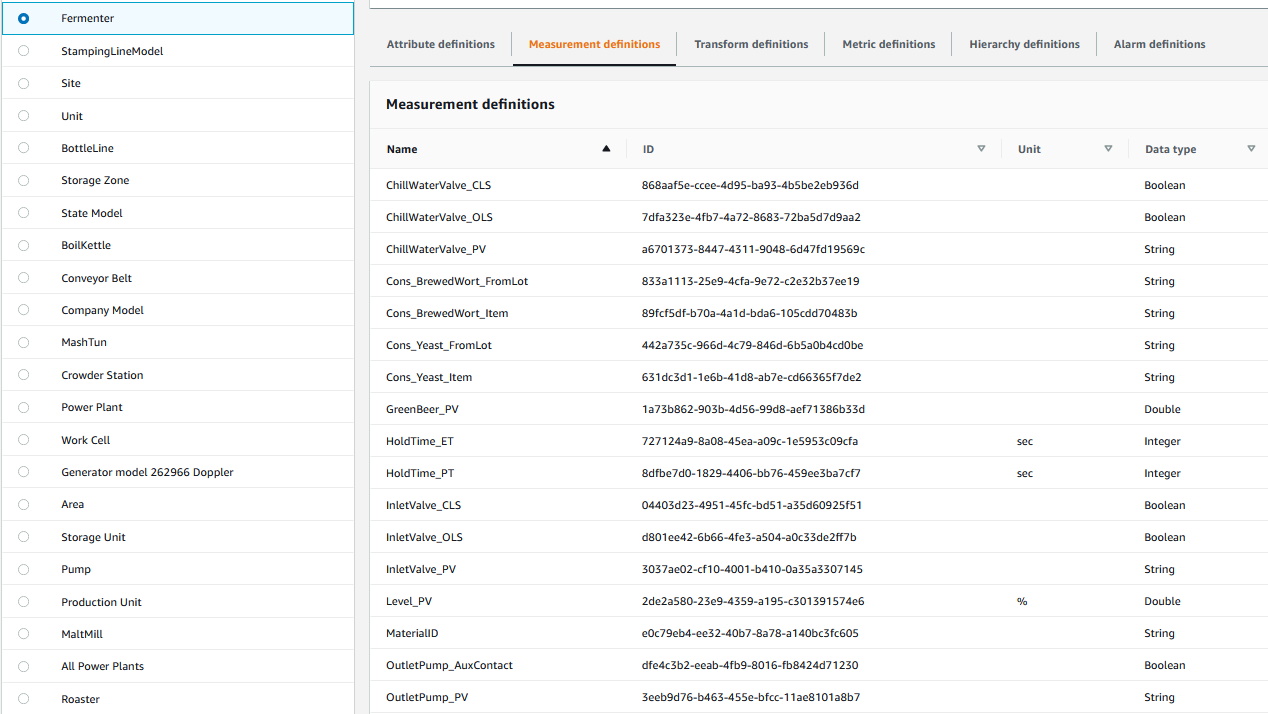 Fermenter
StampingLineModel
Site
Unit
BottleLine
Storage Zone
State Model
BoilKettle
Conveyor Belt
Company Model
MashTun
Crowder Station
Power Plant
Work Cell
Generator model 262966 Doppler
Area
Storage Unit
Pump
Production Unit
MaltMill
All Power Plants
Roaster
Attribute definitions Measurement definitions Transform definitions Metric definitions Hierarchy definitions Alarm definitions
Measurement definitions
Name ID Unit Data type
ChillWaterValve_CLS 868aaf5e-ccee-4d95-ba93-4b5be2eb936d Boolean
ChillWaterValve_OLS 7dfa323e-4fb7-4a72-8683-72ba5d7d9aa2 Boolean
ChillWaterValve_PV a6701373-8447-4311-9048-6d47fd19569c String
Cons_BrewedWort_FromLot 833a1113-25e9-4cfa-9e72-c2e32b37ee19 String
Cons_BrewedWort_Item 89fcf5df-b70a-4a1d-bda6-105cdd70483b String
Cons_Yeast_FromLot 442a735c-966d-4c79-846d-6b5a0b4cd0be String
Cons_Yeast_Item 631dc3d1-1e6b-41d8-ab7e-cd66365f7de2 String
GreenBeer_PV 1a73b862-903b-4d56-99d8-aef71386b33d Double
HoldTime_ET 727124a9-8a08-45ea-a09c-1e5953c09cfa sec Integer
HoldTime_PT 8dfbe7d0-1829-4406-bb76-459ee3ba7cf7 sec Integer
InletValve_CLS 04403d23-4951-45fc-bd51-a35d60925f51 Boolean
InletValve_OLS d801ee42-6b66-4fe3-a504-a0c33de2ff7b Boolean
InletValve_PV 3037ae02-cf10-4001-b410-0a35a3307145 String
Level_PV 2de2a580-23e9-4359-a195-c301391574e6 % Double
MaterialID e0c79eb4-ee32-40b7-8a78-a140bc3fc605 String
OutletPump_AuxContact dfe4c3b2-eeab-4fb9-8016-fb8424d71230 Boolean
OutletPump_PV 3eeb9d76-b463-455e-bfcc-11ae8101a8b7 String